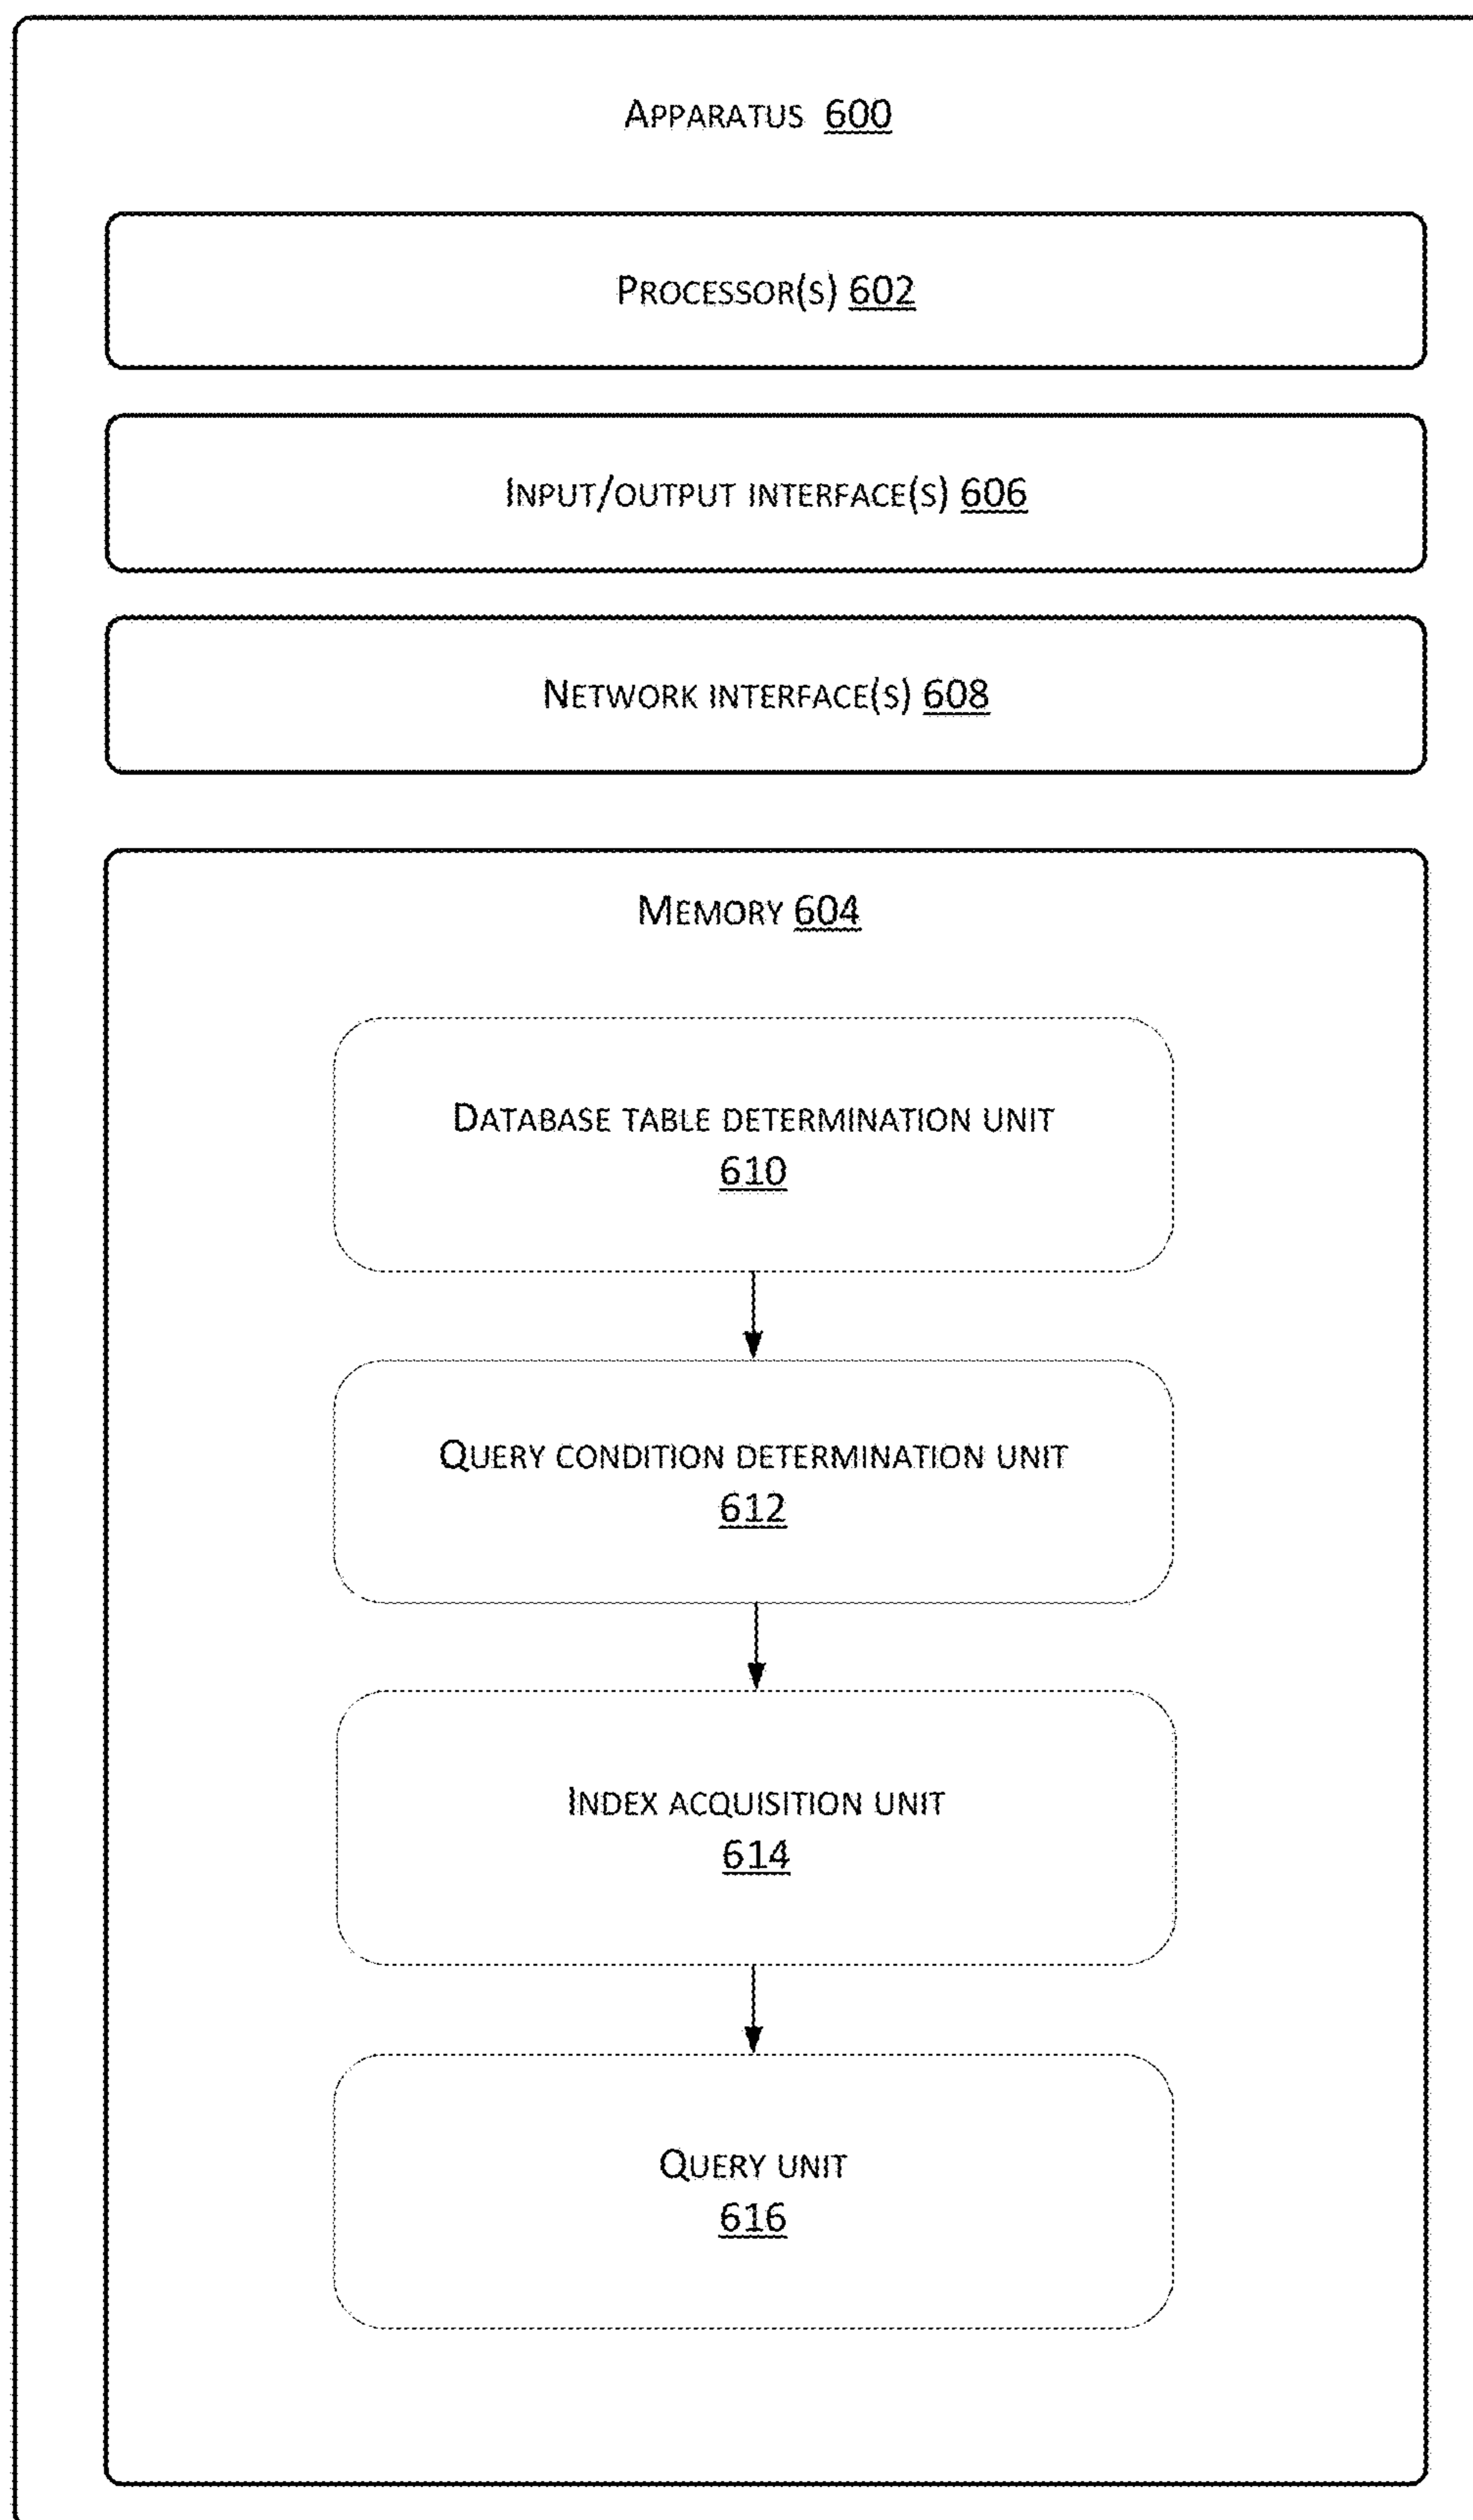 APPARATUS 600
PROCESSOR(S) 602
INPUT/OUTPUT INTERFACE(S) 606
NETWORK INTERFACE(S) 608
MEMORY 604
DATABASE TABLE DETERMINATION UNIT
610
QUERY CONDITION DETERMINATION UNIT
612
INDEX ACQUISITION UNIT
614
QUERY UNIT
616